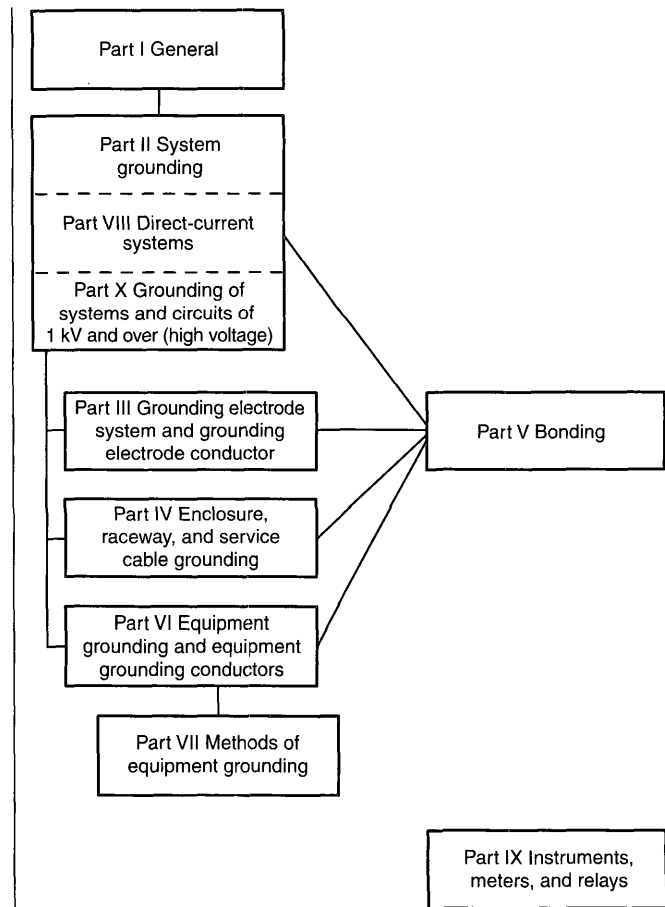 Part I General
Part II System
grounding
Part VIII Direct-current
systems
Part X Grounding of
systems and circuits of
1 kV and over (high voltage)
Part III Grounding electrode
system and grounding
electrode conductor
Part V Bonding
Part IV Enclosure,
raceway, and service
cable grounding
Part VI Equipment
grounding and equipment
grounding conductors
Part VII Methods of
equipment grounding
Part IX Instruments,
meters, and relays